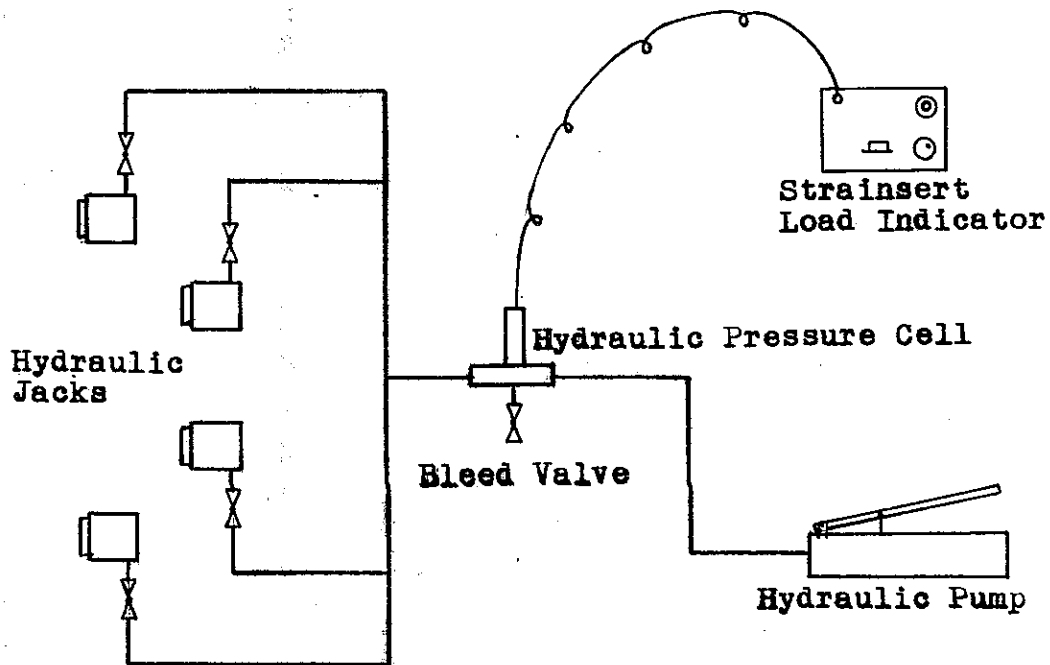 Strainsert
Load Indicator
Hydraulic Pressure Cell
Hydraulic
Jacks
Bleed Valve
Hydraulic Pump